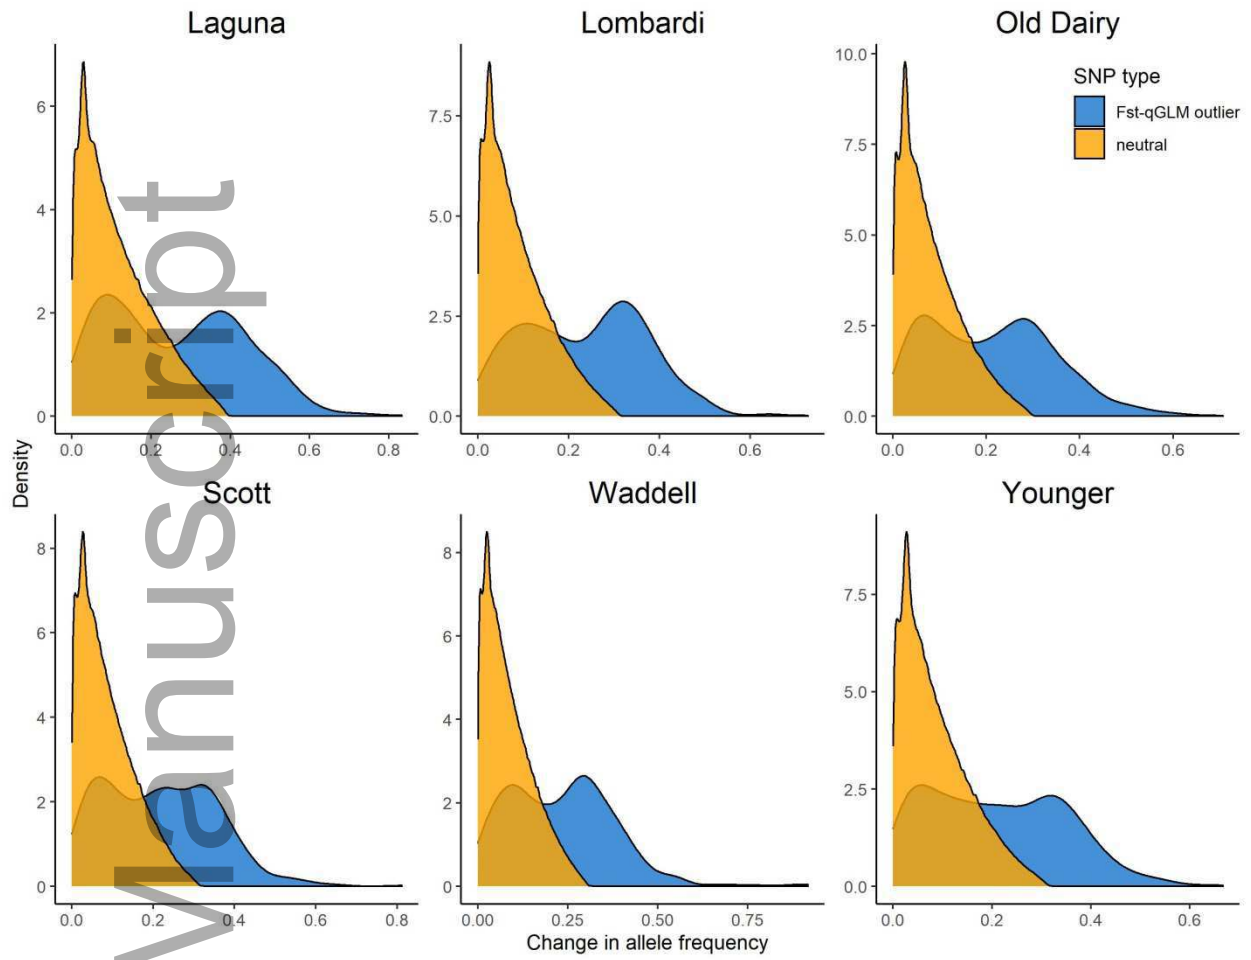 Laguna
Lombardi
Old Dairy
SNP type
Fst-qGLM outlier
neutral
6
4
2
0
0.0 0.2 0.4 0.6 0.8
7.5
5.0
2.5
0.0
0.0 0.2 0.4 0.6
10.0
7.5
5.0
2.5
0.0
0.0 0.2 0.4 0.6
Density
Scott
Waddell
Younger
8
6
4
2
0
0.0 0.2 0.4 0.6 0.8
8
6
4
2
0
0.00 0.25 0.50 0.75
7.5
5.0
2.5
0.0
0.0 0.2 0.4 0.6
Change in allele frequency
Manuscript